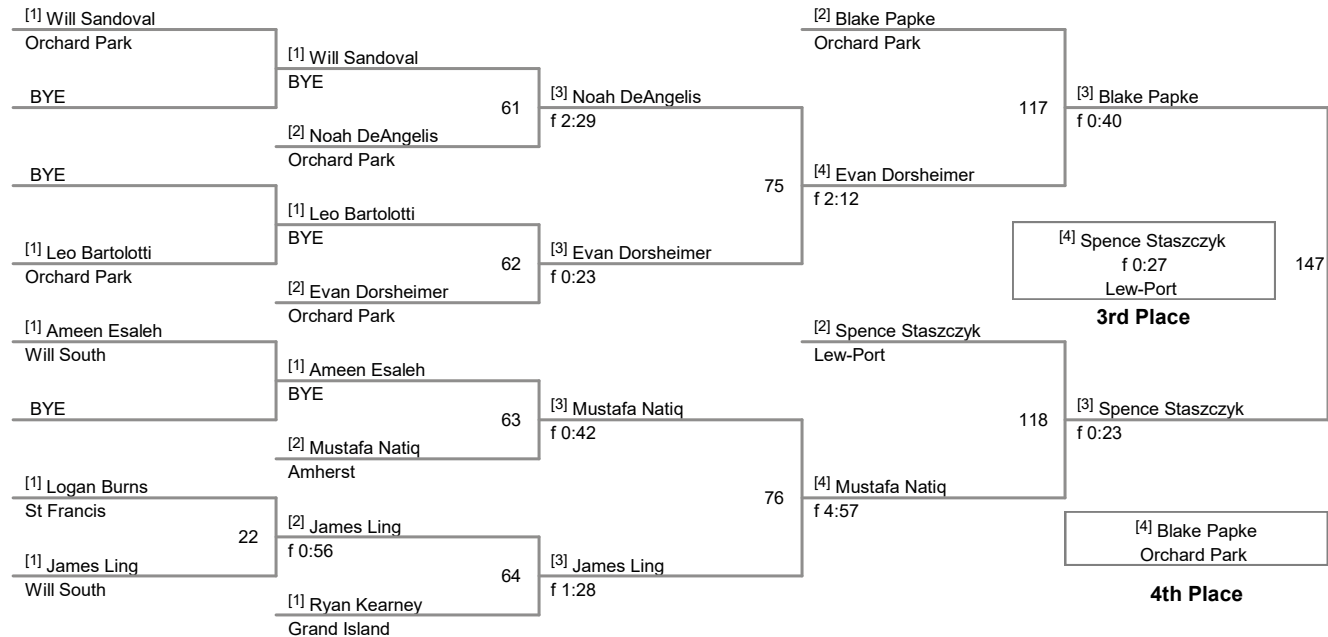 [1] Will Sandoval
Orchard Park
BYE
BYE
[1] Leo Bartolotti
Orchard Park
[1] Ameen Esaleh
Will South
BYE
[1] Logan Burns
St Francis
22
[1] James Ling
Will South
[1] Will Sandoval
BYE
61
[2] Noah DeAngelis
Orchard Park
[1] Leo Bartolotti
BYE
62
[2] Evan Dorsheimer
Orchard Park
[1] Ameen Esaleh
BYE
63
[2] Mustafa Natiq
Amherst
[2] James Ling
f 0:56
64
[1] Ryan Kearney
Grand Island
[3] Noah DeAngelis
f 2:29
75
[3] Evan Dorsheimer
f 0:23
[3] Mustafa Natiq
f 0:42
76
[3] James Ling
f 1:28
[2] Blake Papke
Orchard Park
117
[4] Evan Dorsheimer
f 2:12
[2] Spence Staszczyk
Lew-Port
118
[4] Mustafa Natiq
f 4:57
[3] Blake Papke
f 0:40
[4] Spence Staszczyk
f 0:27
Lew-Port
147
3rd Place
[3] Spence Staszczyk
f 0:23
[4] Blake Papke
Orchard Park
4th Place